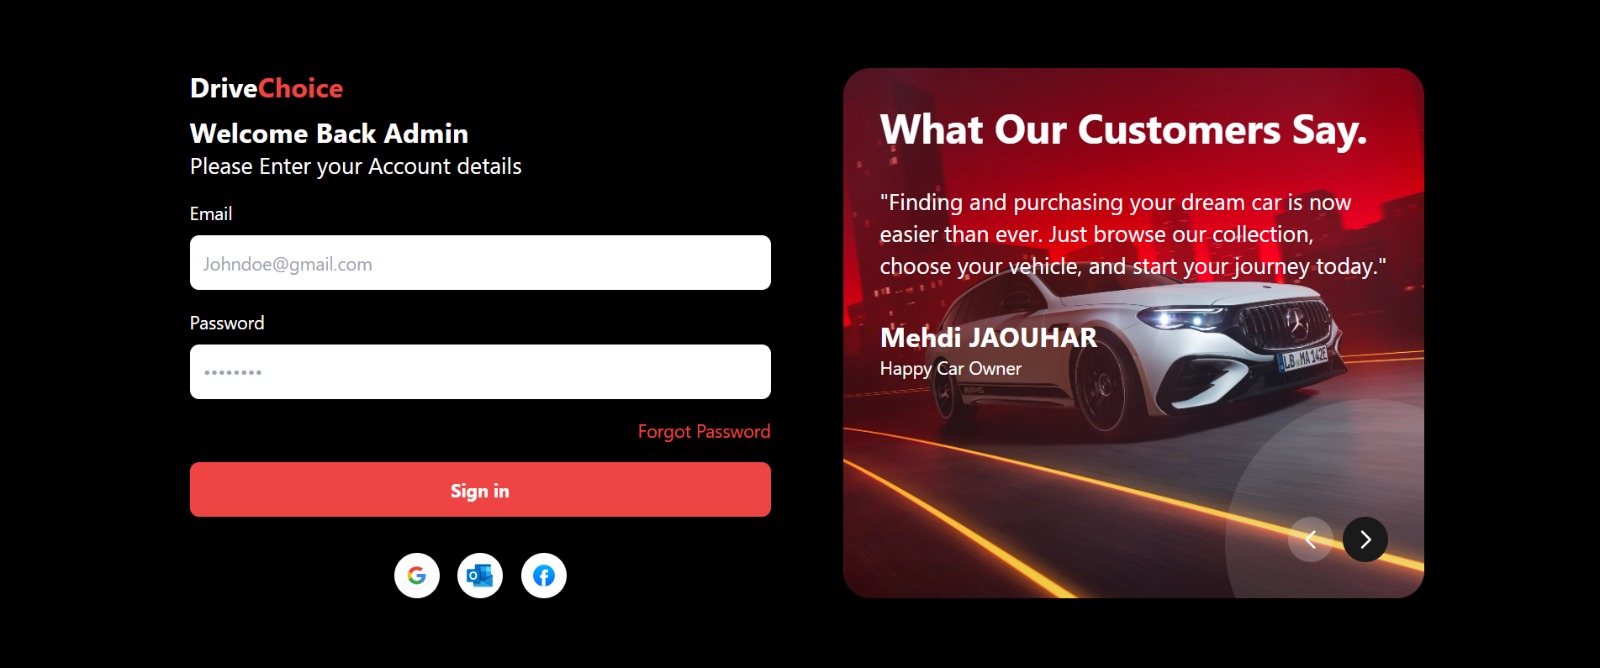 DriveChoice
Welcome Back Admin
Please Enter your Account details
Email
Johndoe@gmail.com
Password
••••••••
Forgot Password
Sign in
What Our Customers Say.
"Finding and purchasing your dream car is now
easier than ever. Just browse our collection,
choose your vehicle, and start your journey today."
Mehdi JAOUHAR
Happy Car Owner